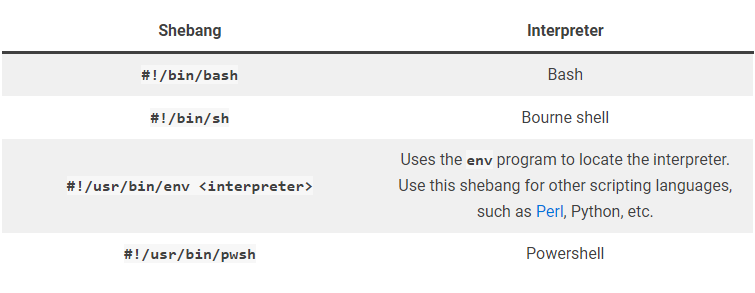 Shebang Interpreter
#!/bin/bash Bash
#!/bin/sh Bourne shell
Uses the env program to locate the interpreter.
#!/usr/bin/env <interpreter> Use this shebang for other scripting languages,
such as Perl, Python, etc.
#!/usr/bin/pwsh Powershell